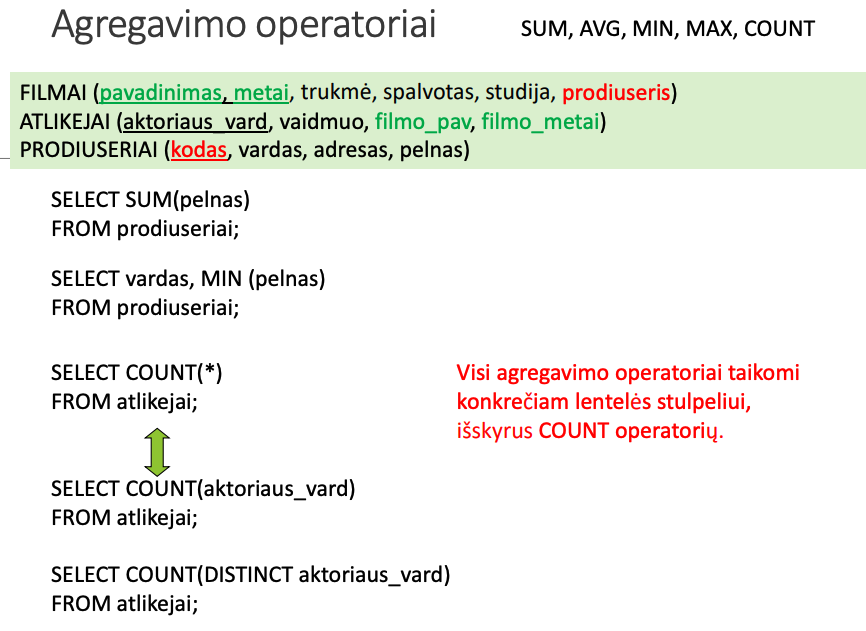 Agregavimo operatoriai
SUM, AVG, MIN, MAX, COUNT
FILMAI (pavadinimas, metai, trukmė, spalvotas, studija, prodiuseris)
ATLIKEJAI (aktoriaus_vard, vaidmuo, filmo_pav, filmo_metai)
PRODIUSERIAI (kodas, vardas, adresas, pelnas)
SELECT SUM(pelnas)
FROM prodiuseriai;
SELECT vardas, MIN (pelnas)
FROM prodiuseriai;
SELECT COUNT(*)
FROM atlikejai;
Visi agregavimo operatoriai taikomi
konkrečiam lentelės stulpeliui,
išskyrus COUNT operatorių.
SELECT COUNT(aktoriaus_vard)
FROM atlikejai;
SELECT COUNT(DISTINCT aktoriaus_vard)
FROM atlikejai;